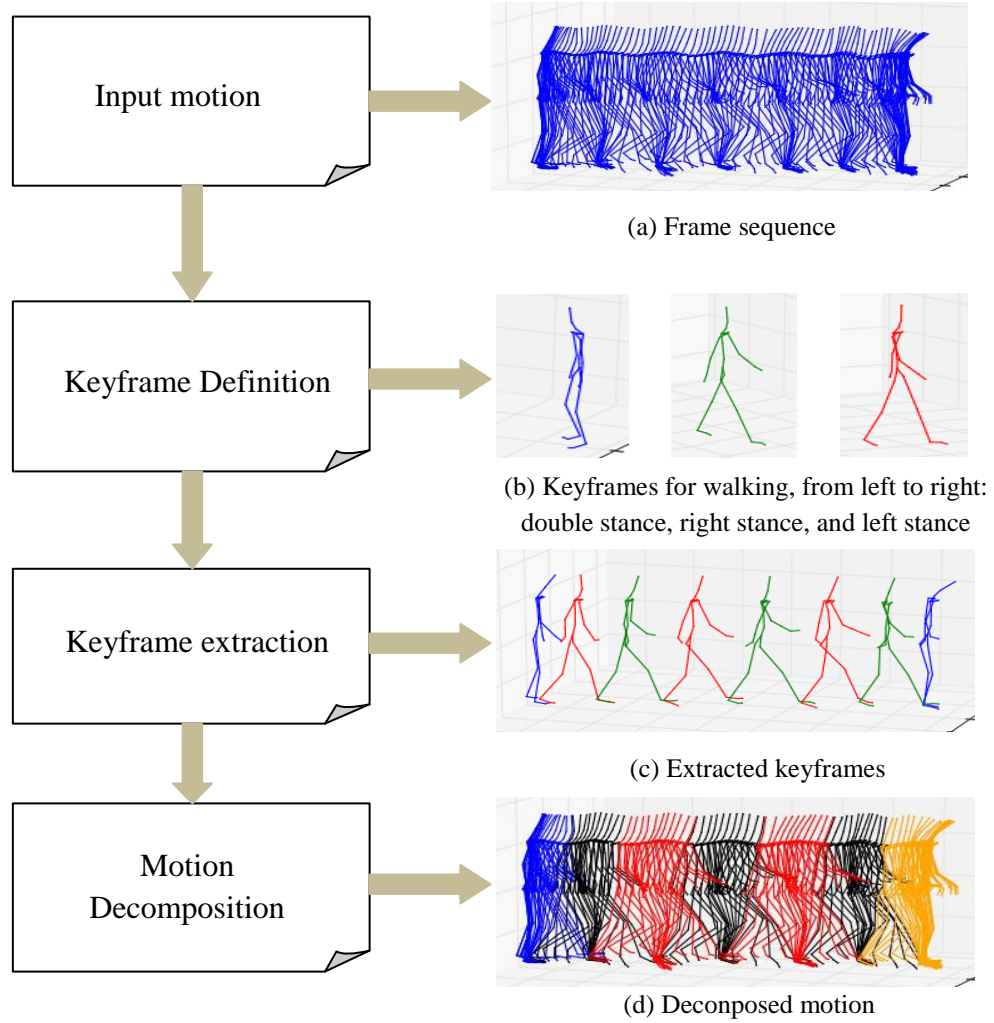 Input motion
(a) Frame sequence
Keyframe Definition
(b) Keyframes for walking, from left to right:
double stance, right stance, and left stance
Keyframe extraction
(c) Extracted keyframes
Motion
Decomposition
(d) Deconposed motion